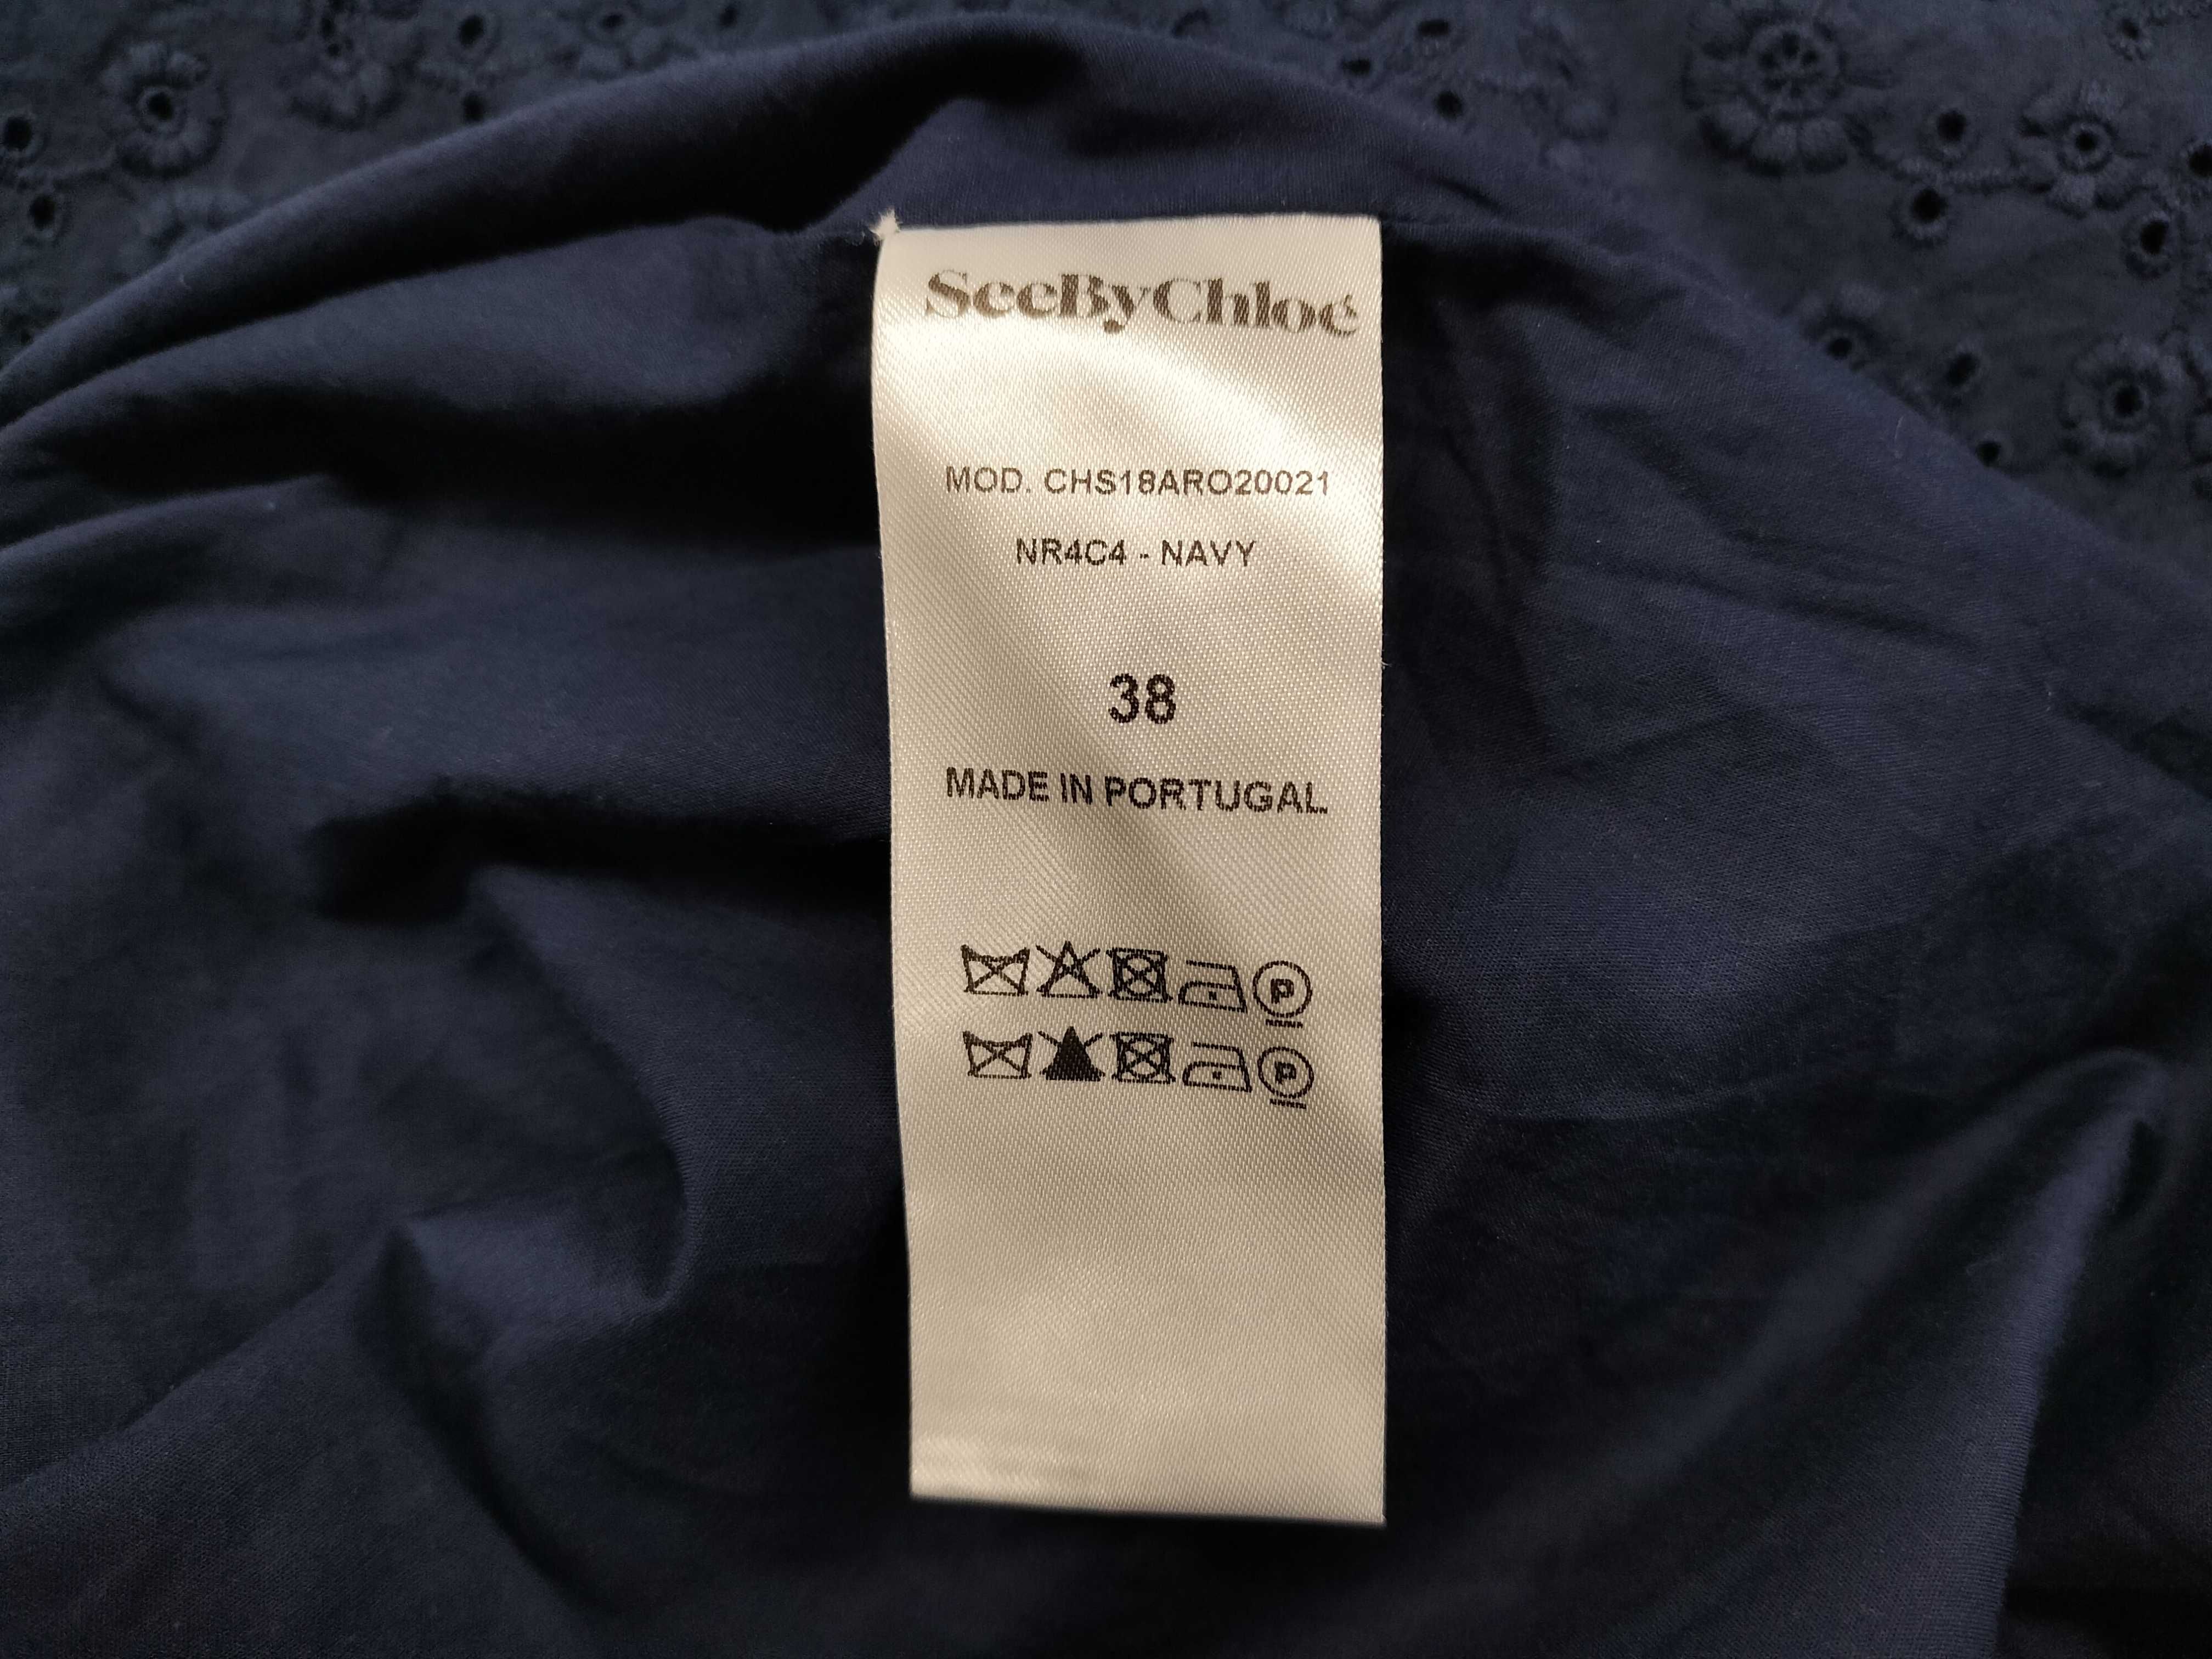 SeeByChloé
MOD. CHS18ARO20021
NR4C4 - NAVY
38
MADE IN PORTUGAL
P
P